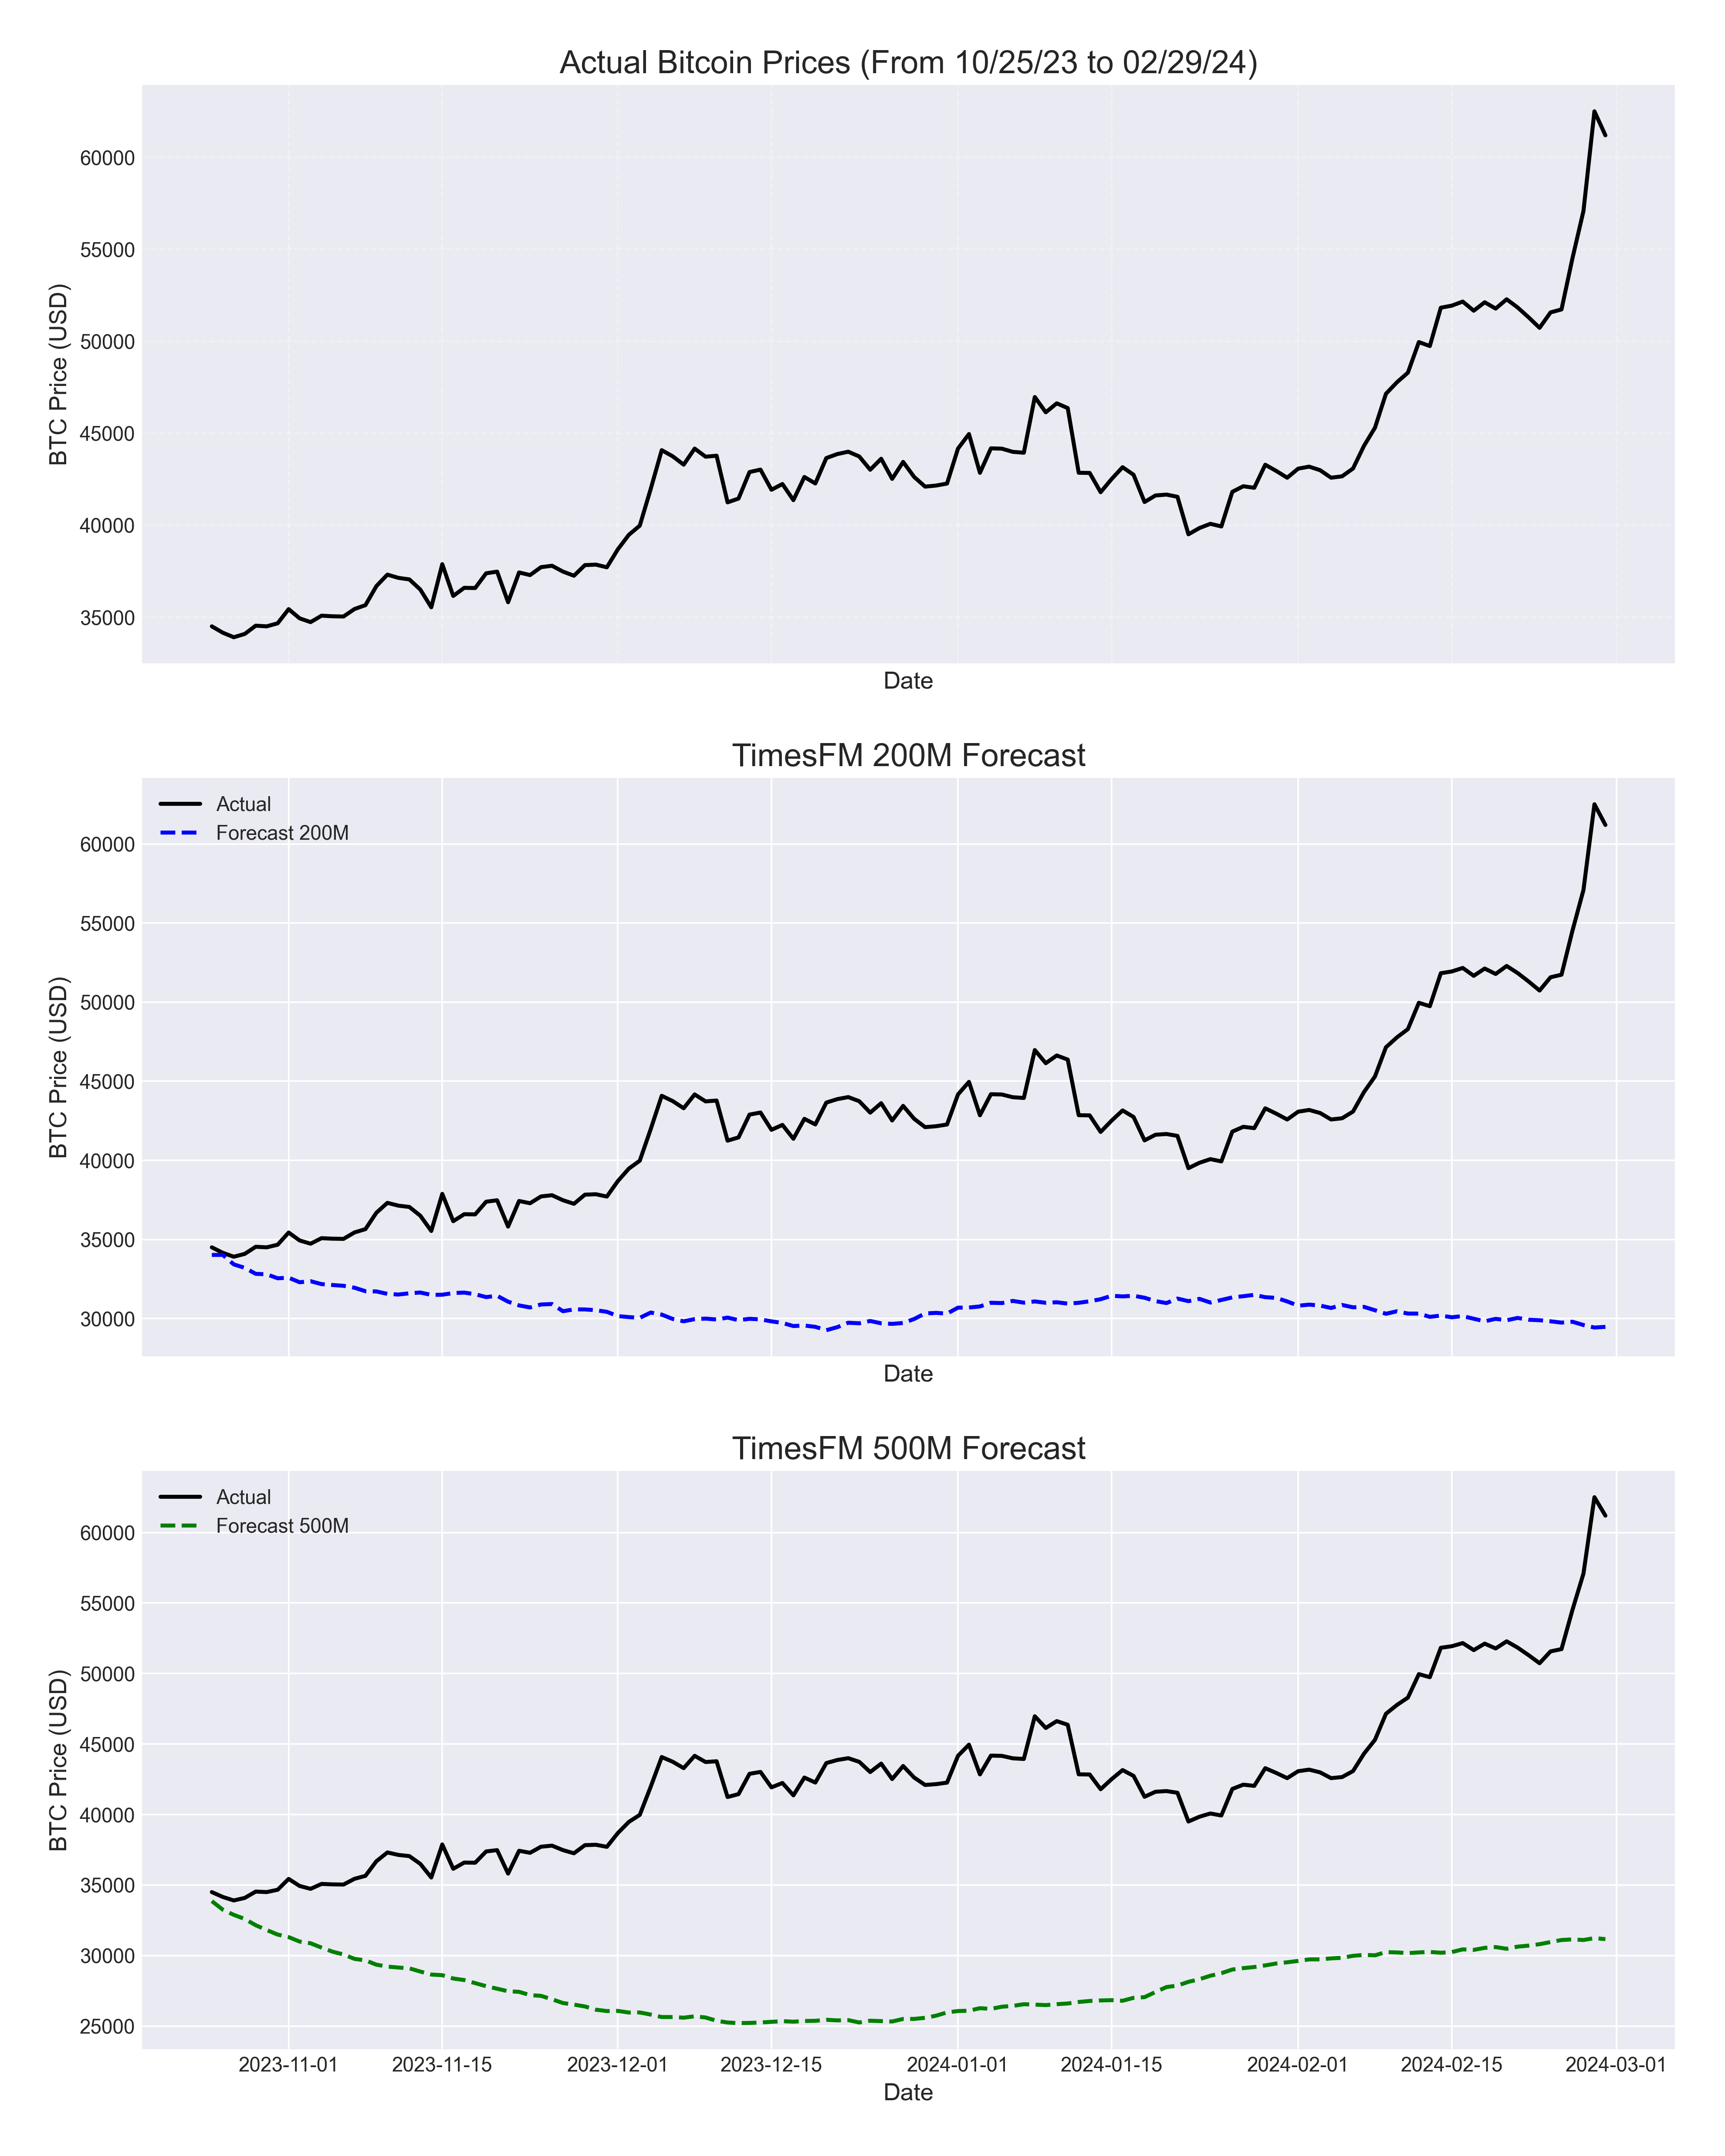 Actual Bitcoin Prices (From 10/25/23 to 02/29/24)
60000
55000
50000
45000
40000
35000
BTC Price (USD)
Date
TimesFM 200M Forecast
Actual
Forecast 200M
60000
55000
50000
45000
40000
35000
30000
BTC Price (USD)
Date
TimesFM 500M Forecast
Actual
Forecast 500M
60000
55000
50000
45000
40000
35000
30000
25000
BTC Price (USD)
2023-11-01 2023-11-15 2023-12-01 2023-12-15 2024-01-01 2024-01-15 2024-02-01 2024-02-15 2024-03-01
Date